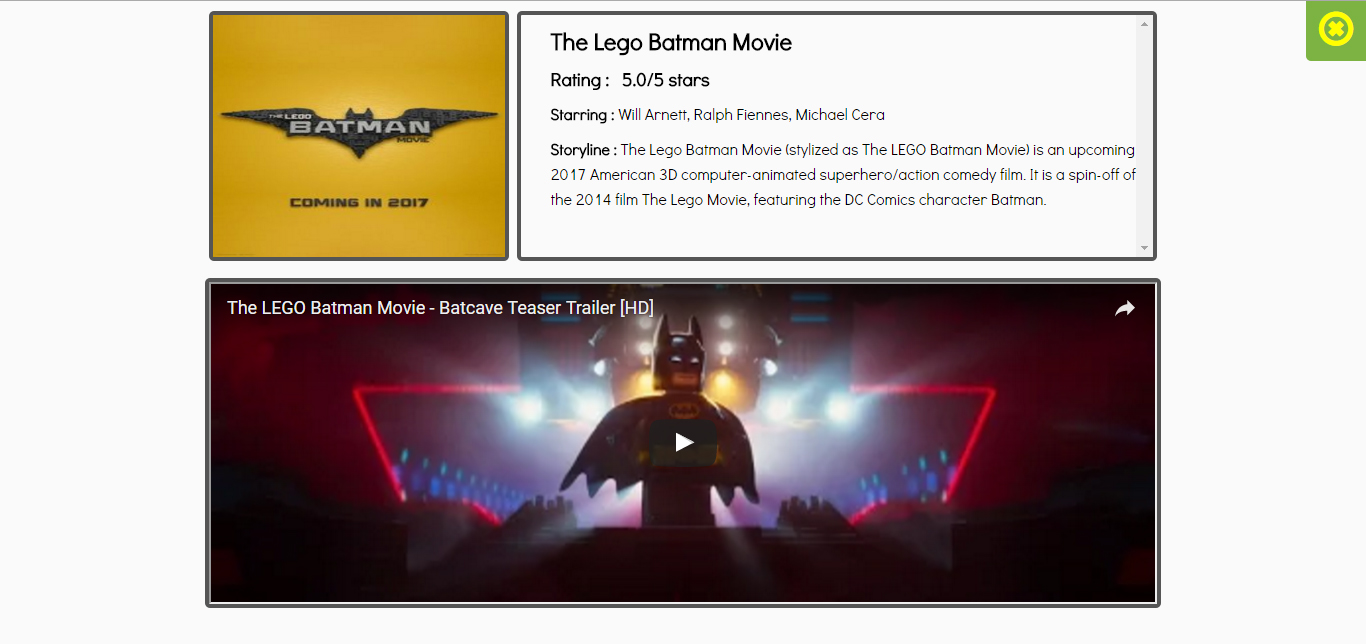 THE LEGO
BATMAN
MOVIE
COMING IN 2017
The Lego Batman Movie
Rating : 5.0/5 stars
Starring : Will Arnett, Ralph Fiennes, Michael Cera
Storyline : The Lego Batman Movie (stylized as The LEGO Batman Movie) is an upcoming
2017 American 3D computer-animated superhero/action comedy film. It is a spin-off of
the 2014 film The Lego Movie, featuring the DC Comics character Batman.
The LEGO Batman Movie - Batcave Teaser Trailer [HD]